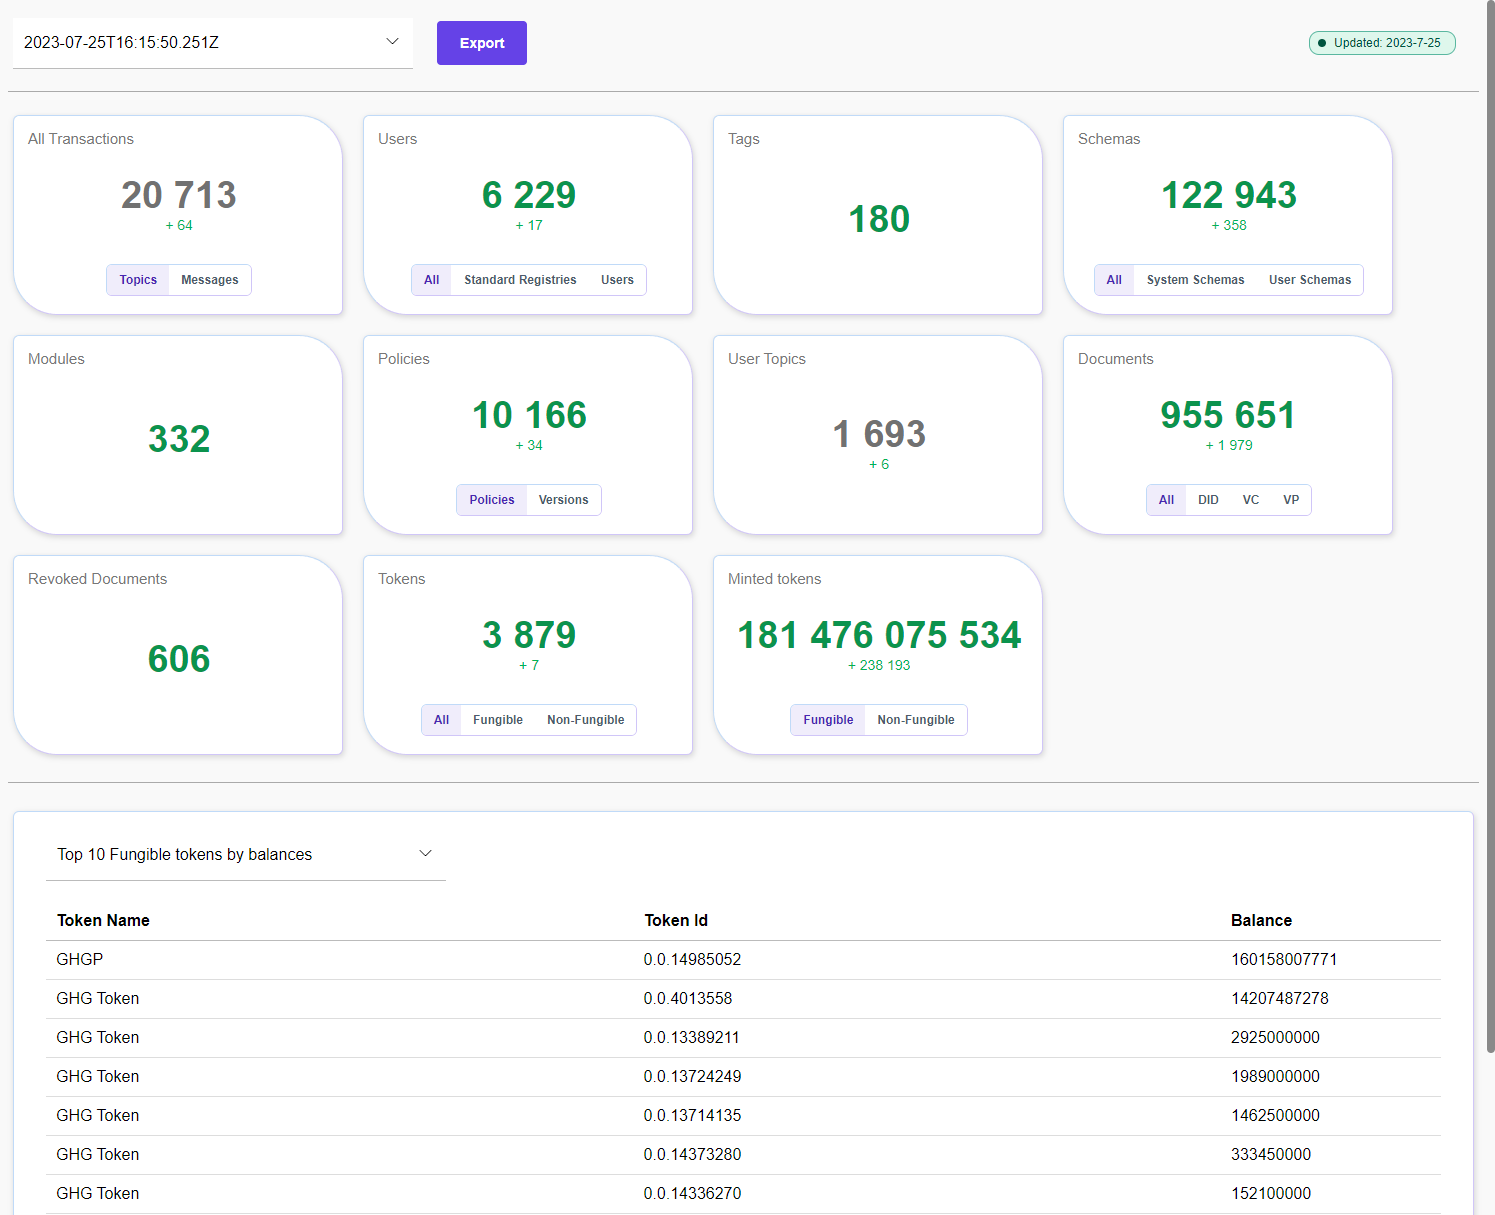 2023-07-25T16:15:50.251Z
Export
Updated: 2023-7-25
All Transactions
20 713
+ 64
Topics Messages
Users
6 229
+ 17
All Standard Registries Users
Tags
180
Schemas
122 943
+ 358
All System Schemas User Schemas
Modules
332
Policies
10 166
+ 34
Policies Versions
User Topics
1 693
+ 6
Documents
955 651
+ 1 979
All DID VC VP
Revoked Documents
606
Tokens
3 879
+ 7
All Fungible Non-Fungible
Minted tokens
181 476 075 534
+ 238 193
Fungible Non-Fungible
Top 10 Fungible tokens by balances
Token Name Token Id Balance
GHGP 0.0.14985052 160158007771
GHG Token 0.0.4013558 14207487278
GHG Token 0.0.13389211 2925000000
GHG Token 0.0.13724249 1989000000
GHG Token 0.0.13714135 1462500000
GHG Token 0.0.14373280 333450000
GHG Token 0.0.14336270 152100000